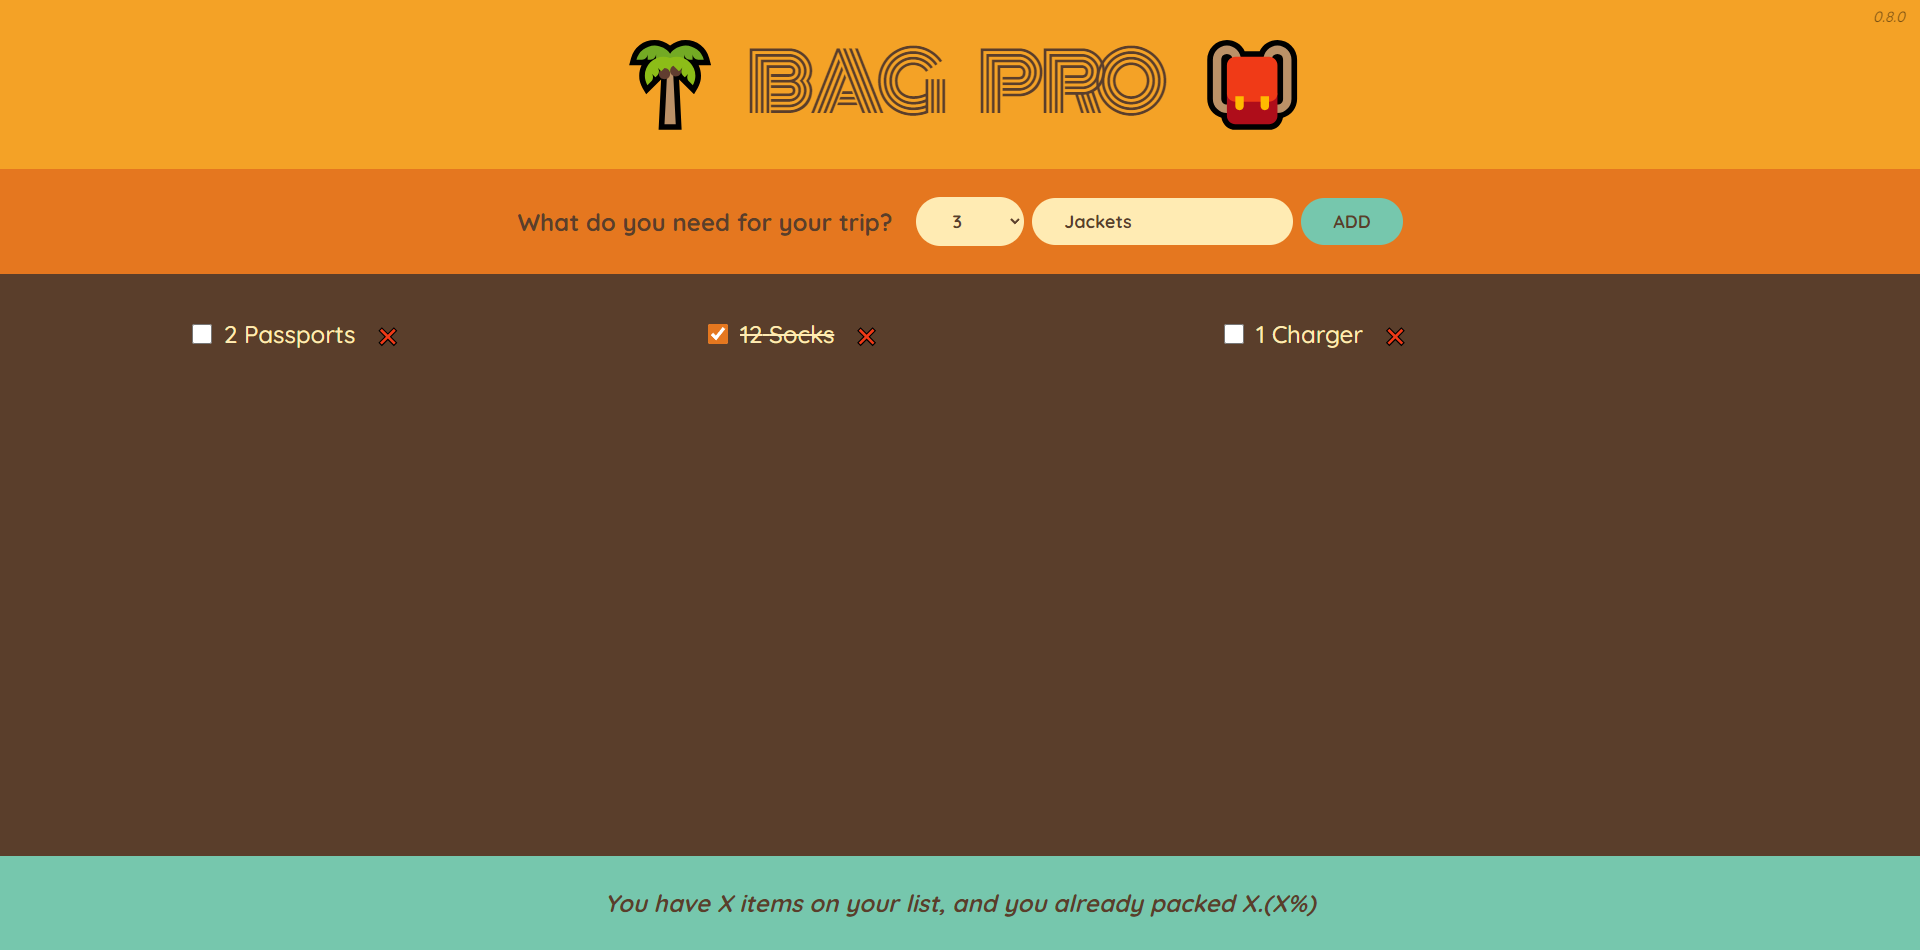 0.8.0
BAG PRO
What do you need for your trip? 3 Jackets ADD
2 Passports 12 Socks 1 Charger
You have X items on your list, and you already packed X.(X%)